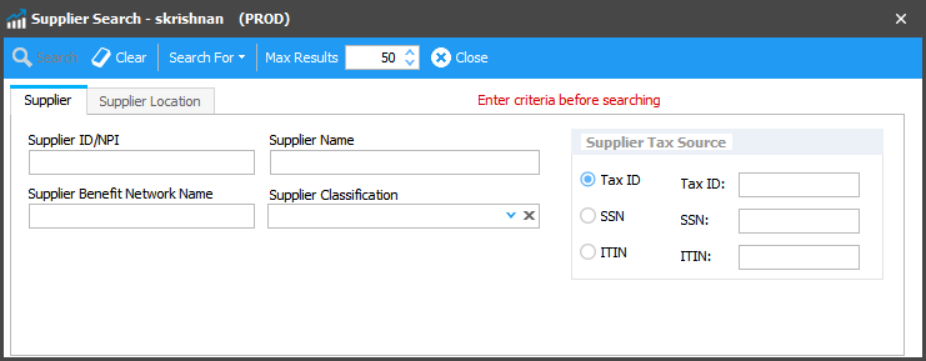 Supplier Search - skrishnan (PROD)
Search Clear Search For Max Results 50 Close
Supplier Supplier Location Enter criteria before searching
Supplier ID/NPI Supplier Name Supplier Tax Source
Tax ID Tax ID:
Supplier Benefit Network Name Supplier Classification
SSN SSN:
ITIN ITIN: